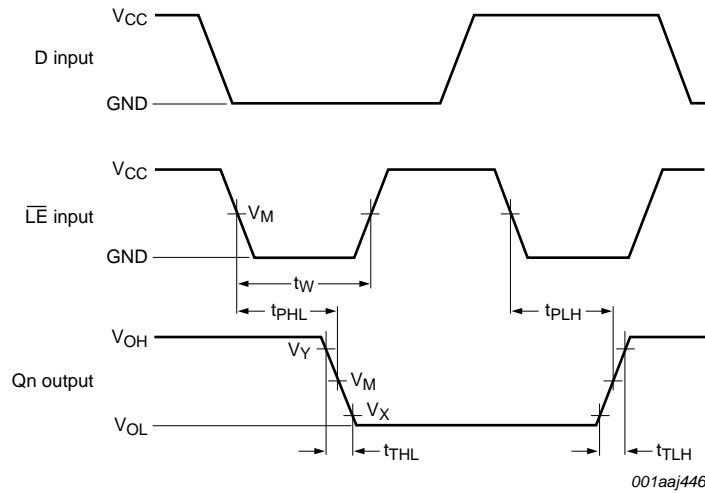 VCC
D input
GND
VCC
LE input
VM
GND
tW
tPHL
tPLH
VOH
VY
Qn output
VM
VX
VOL
tTHL
tTLH
001aaj446